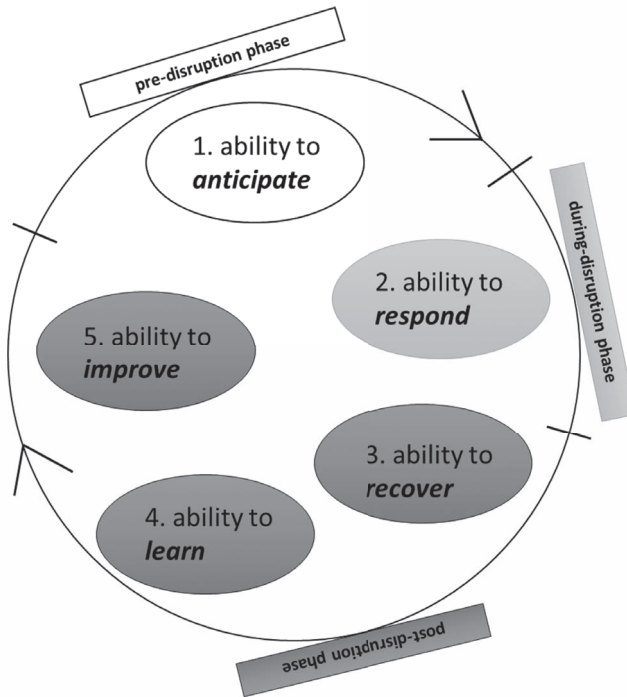 pre-disruption phase
1. ability to
anticipate
during-disruption phase
2. ability to
respond
3. ability to
recover
4. ability to
learn
5. ability to
improve
post-disruption phase